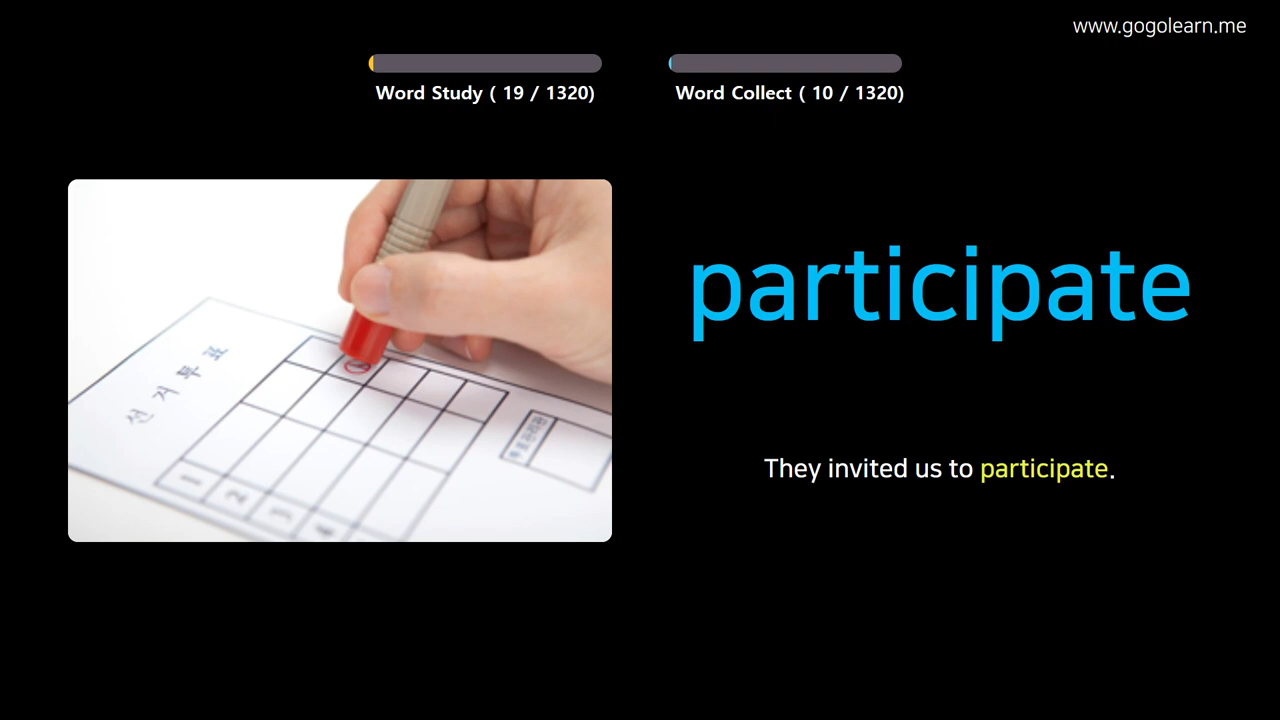 www.gogolearn.me
Word Study ( 19 / 1320)
Word Collect ( 10 / 1320)
선거투표
1
2
3
4
participate
They invited us to participate.